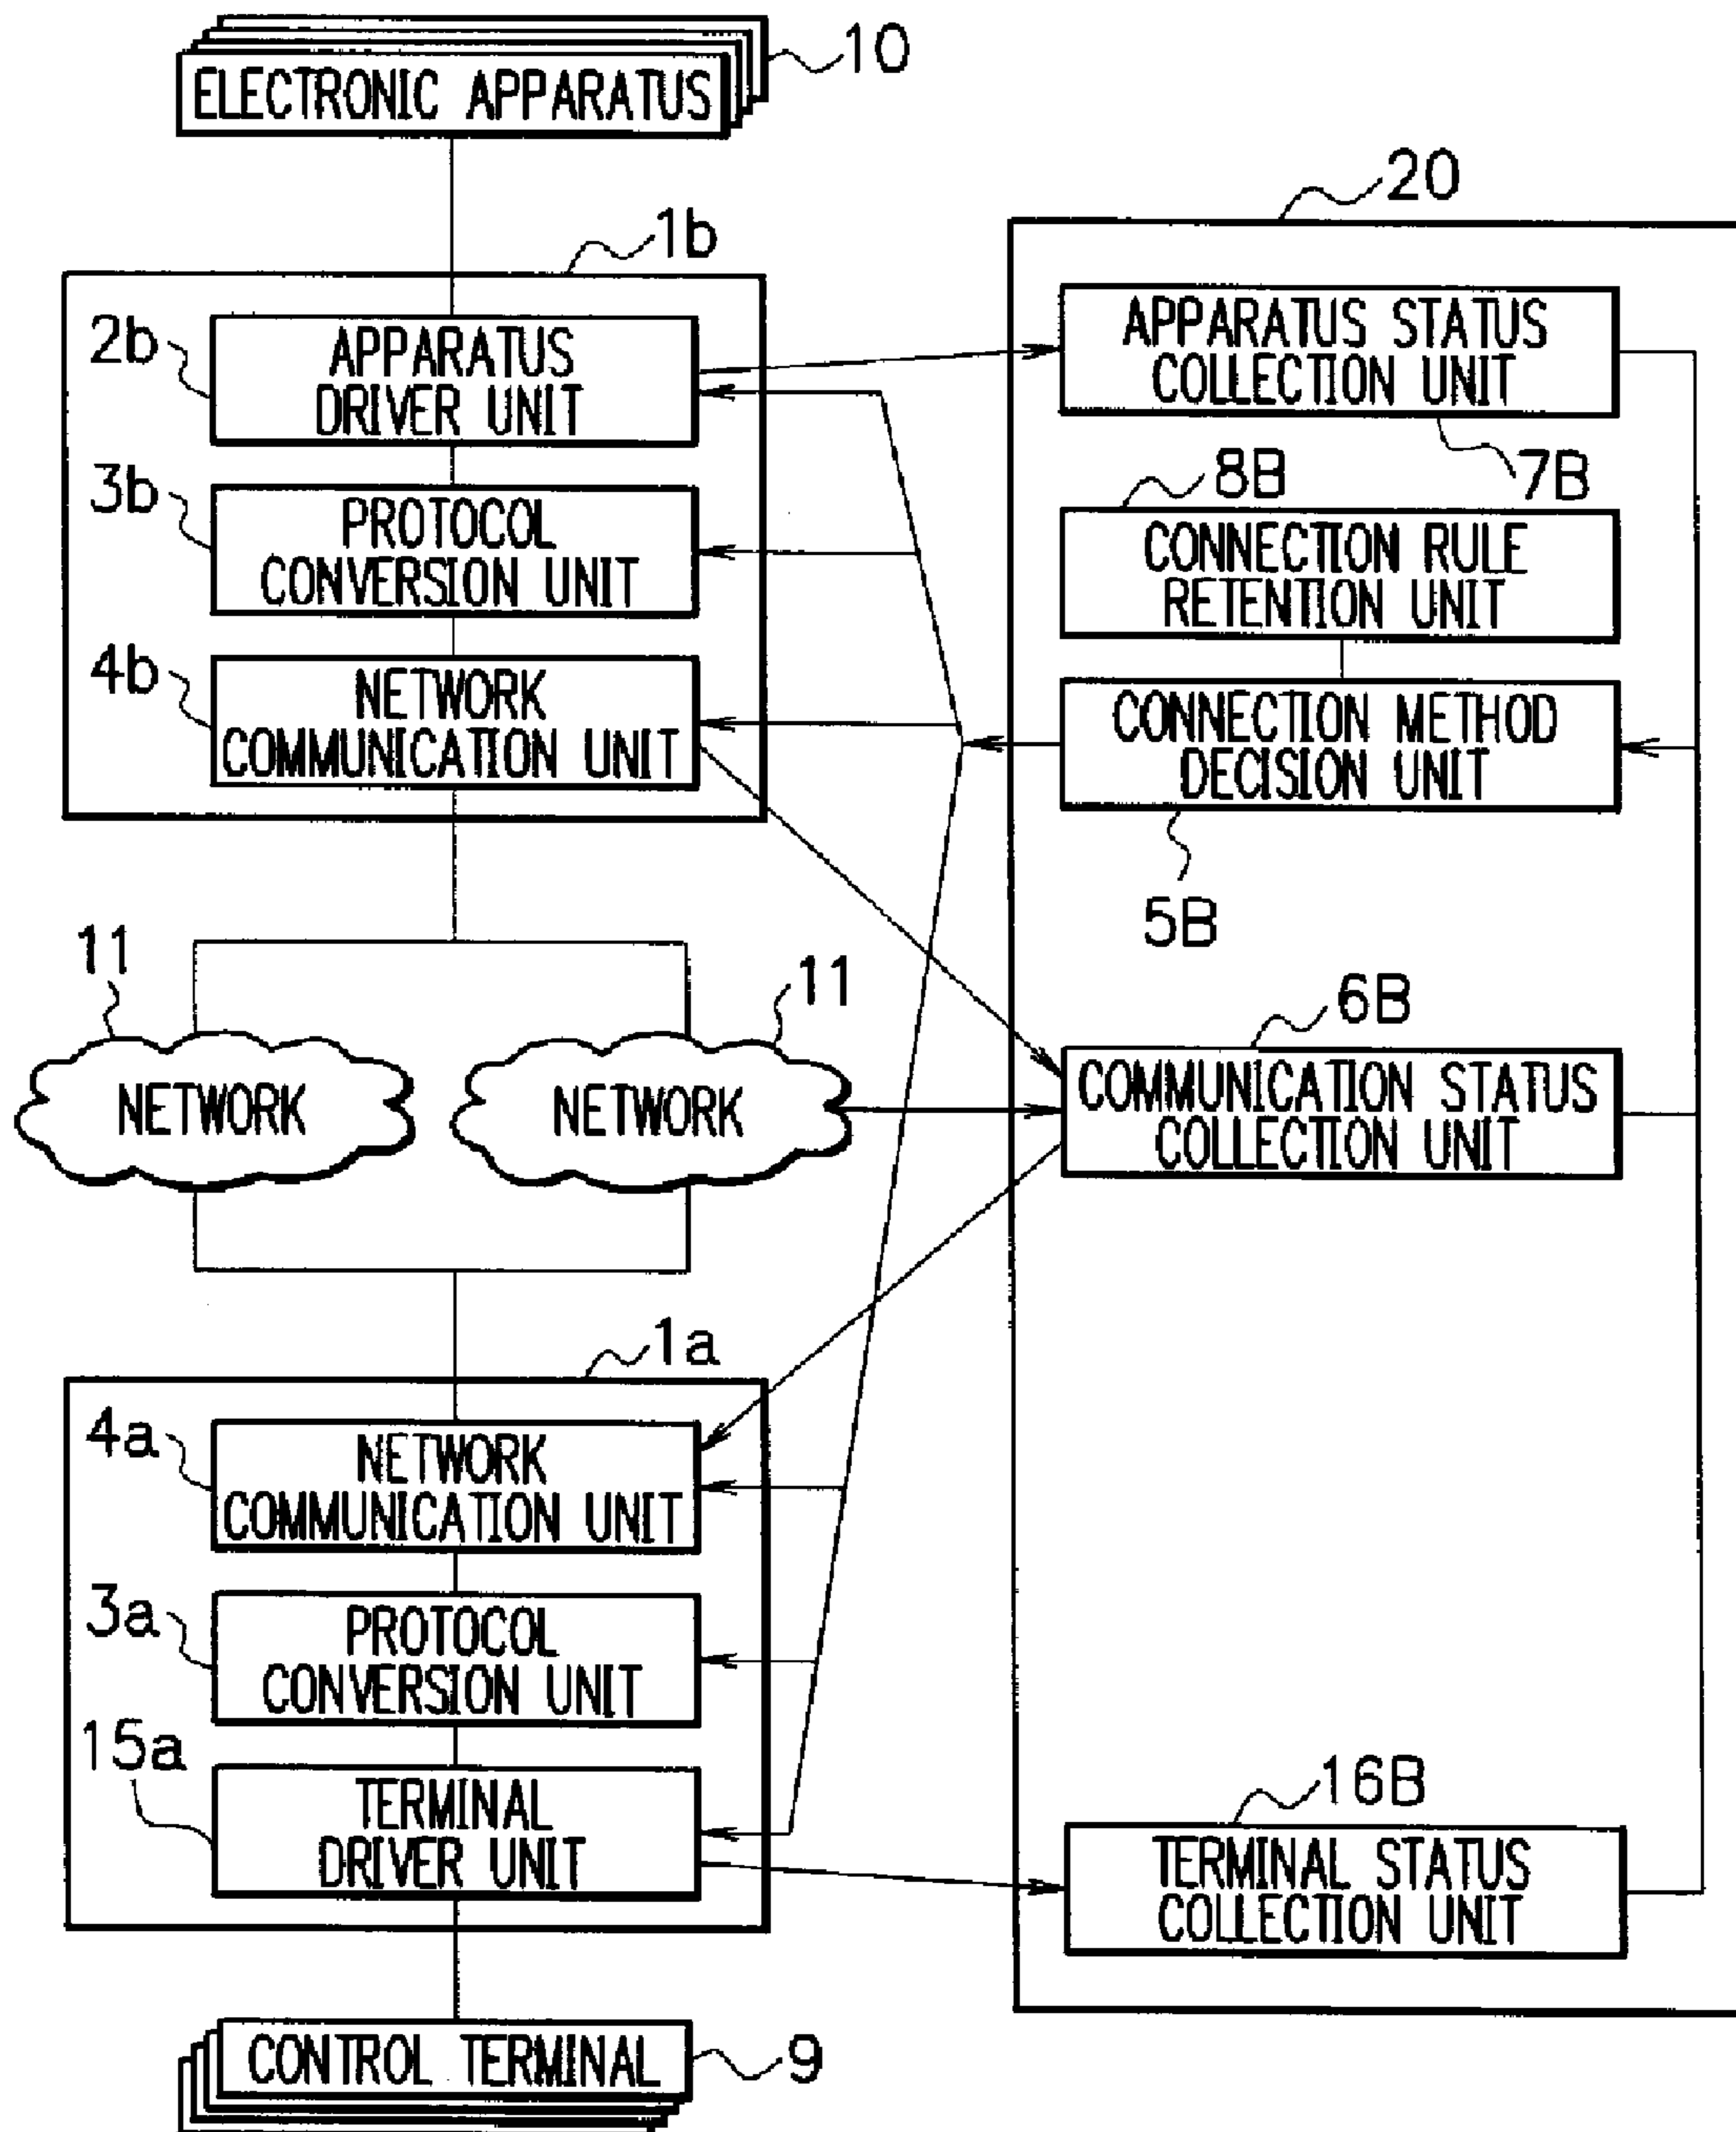 10
ELECTRONIC APPARATUS
20
1b
2b
APPARATUS
DRIVER UNIT
APPARATUS STATUS
COLLECTION UNIT
7B
3b
PROTOCOL
CONVERSION UNIT
8B
CONNECTION RULE
RETENTION UNIT
4b
NETWORK
COMMUNICATION UNIT
CONNECTION METHOD
DECISION UNIT
5B
11
NETWORK
11
NETWORK
6B
COMMUNICATION STATUS
COLLECTION UNIT
1a
4a
NETWORK
COMMUNICATION UNIT
3a
PROTOCOL
CONVERSION UNIT
15a
TERMINAL
DRIVER UNIT
16B
TERMINAL STATUS
COLLECTION UNIT
CONTROL TERMINAL
9